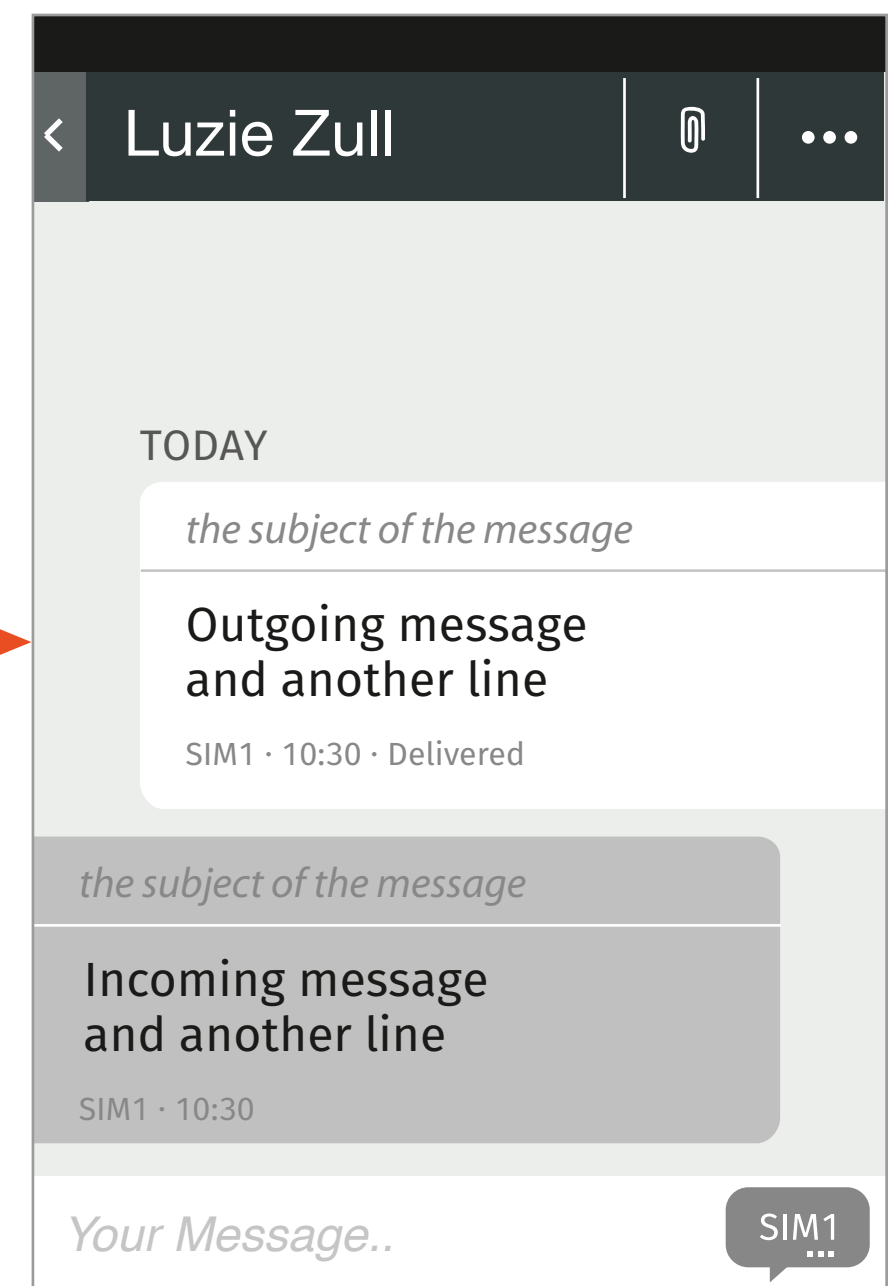 Luzie Zull
TODAY
the subject of the message
Outgoing message
and another line
SIM1 · 10:30 · Delivered
the subject of the message
Incoming message
and another line
SIM1 · 10:30
Your Message..
SIM1